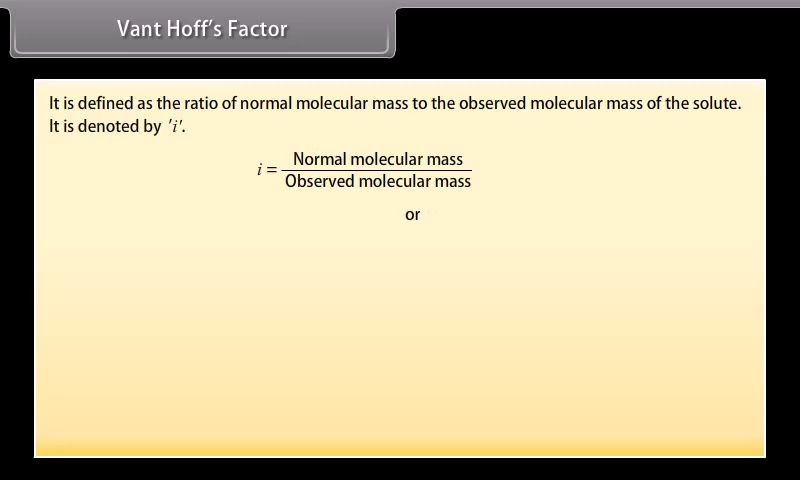 Vant Hoff's Factor
It is defined as the ratio of normal molecular mass to the observed molecular mass of the solute.
It is denoted by 'i'.
i = Normal molecular mass / Observed molecular mass
or